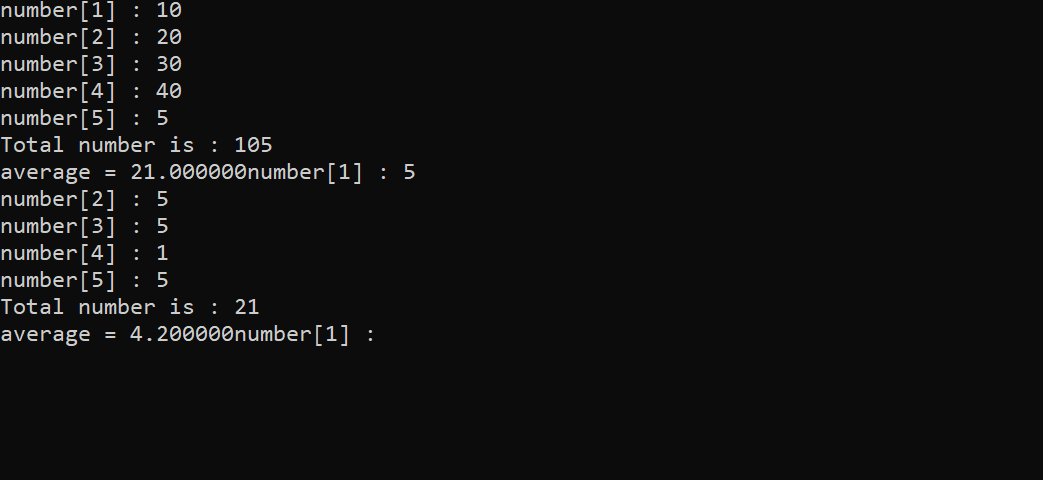 number[1] : 10
number[2] : 20
number[3] : 30
number[4] : 40
number[5] : 5
Total number is : 105
average = 21.000000number[1] : 5
number[2] : 5
number[3] : 5
number[4] : 1
number[5] : 5
Total number is : 21
average = 4.200000number[1] :